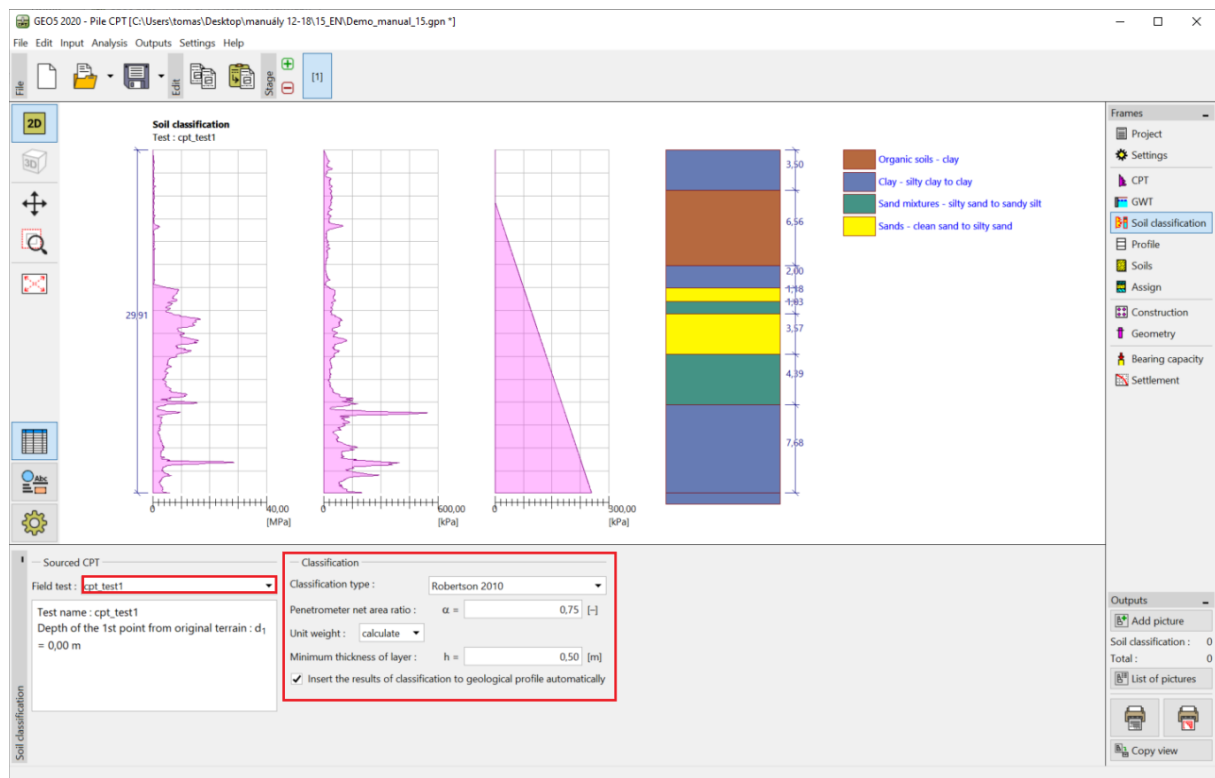 GEO5 2020 - Pile CPT [C:\Users\tomas\Desktop\manuály 12-18\15_EN\Demo_manual_15.gpn *]
File Edit Input Analysis Outputs Settings Help
File
Edit
Stage
[1]
2D
3D
Abc
Soil classification
Test : cpt_test1
29,91
0
40,00
[MPa]
0
600,00
[kPa]
0
300,00
[kPa]
3,50
6,56
2,00
1,18
1,03
3,57
4,39
7,68
Organic soils - clay
Clay - silty clay to clay
Sand mixtures - silty sand to sandy silt
Sands - clean sand to silty sand
Frames
Project
Settings
CPT
GWT
Soil classification
Profile
Soils
Assign
Construction
Geometry
Bearing capacity
Settlement
Soil classification
Sourced CPT
Field test : cpt_test1
Test name : cpt_test1
Depth of the 1st point from original terrain : d1
= 0,00 m
Classification
Classification type : Robertson 2010
Penetrometer net area ratio : α = 0,75 [–]
Unit weight : calculate
Minimum thickness of layer : h = 0,50 [m]
Insert the results of classification to geological profile automatically
Outputs
Add picture
Soil classification : 0
Total : 0
List of pictures
Copy view